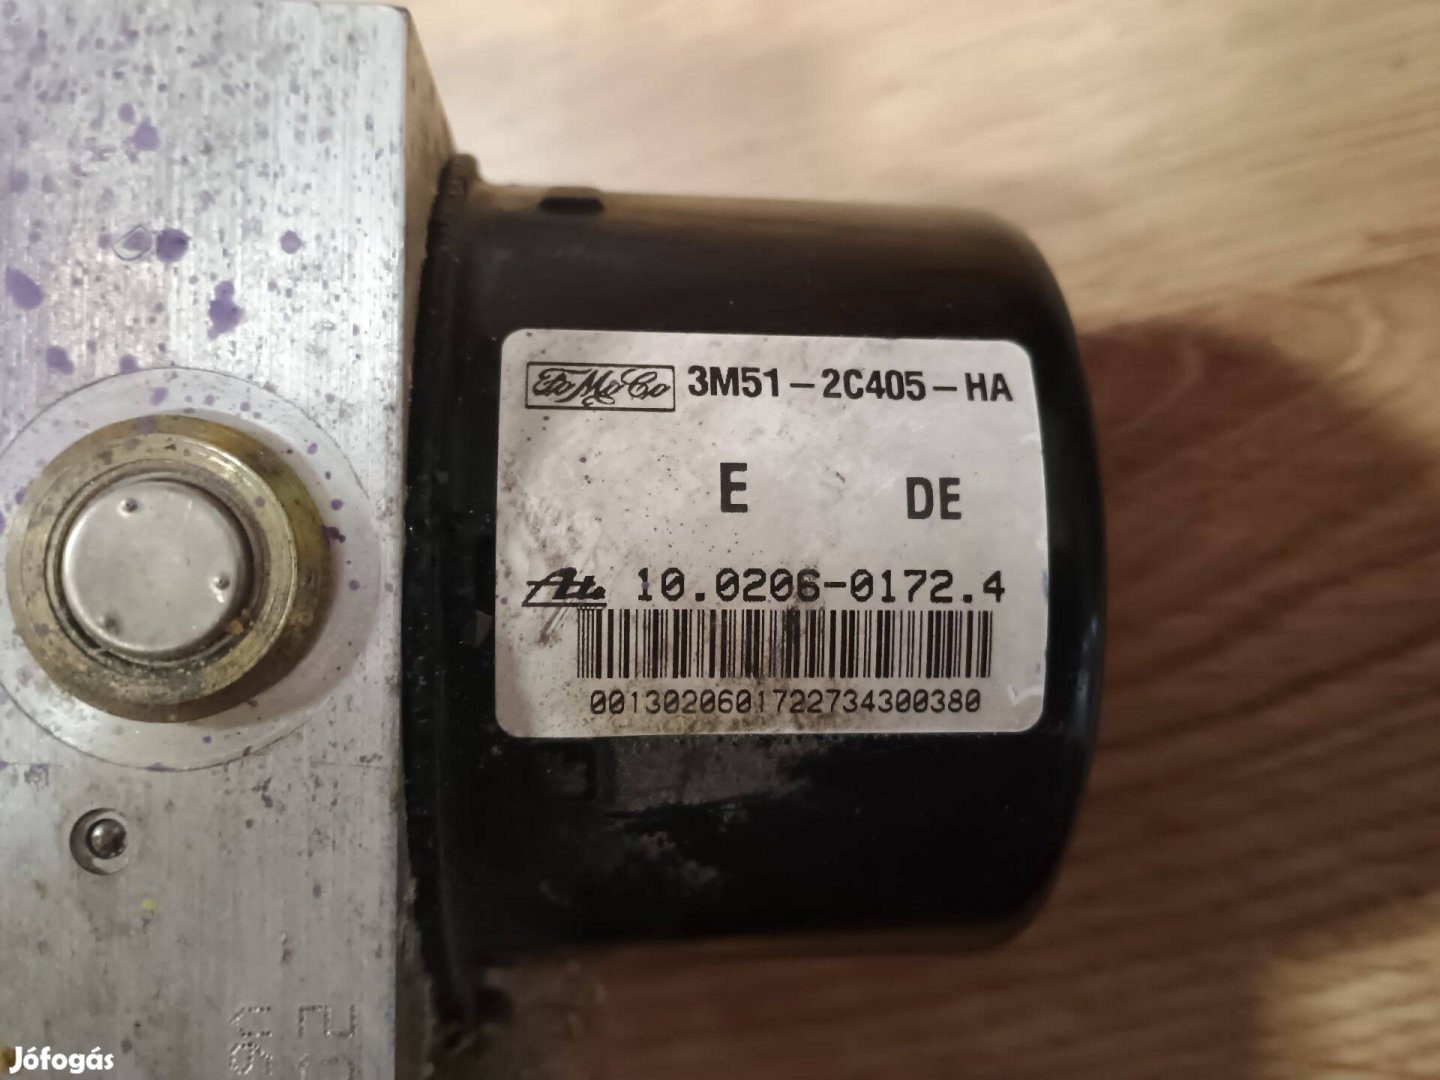 FoMoCo 3M51-2C405-HA
E DE
Ate 10.0206-0172.4
0013020601722734300380
Jófogás